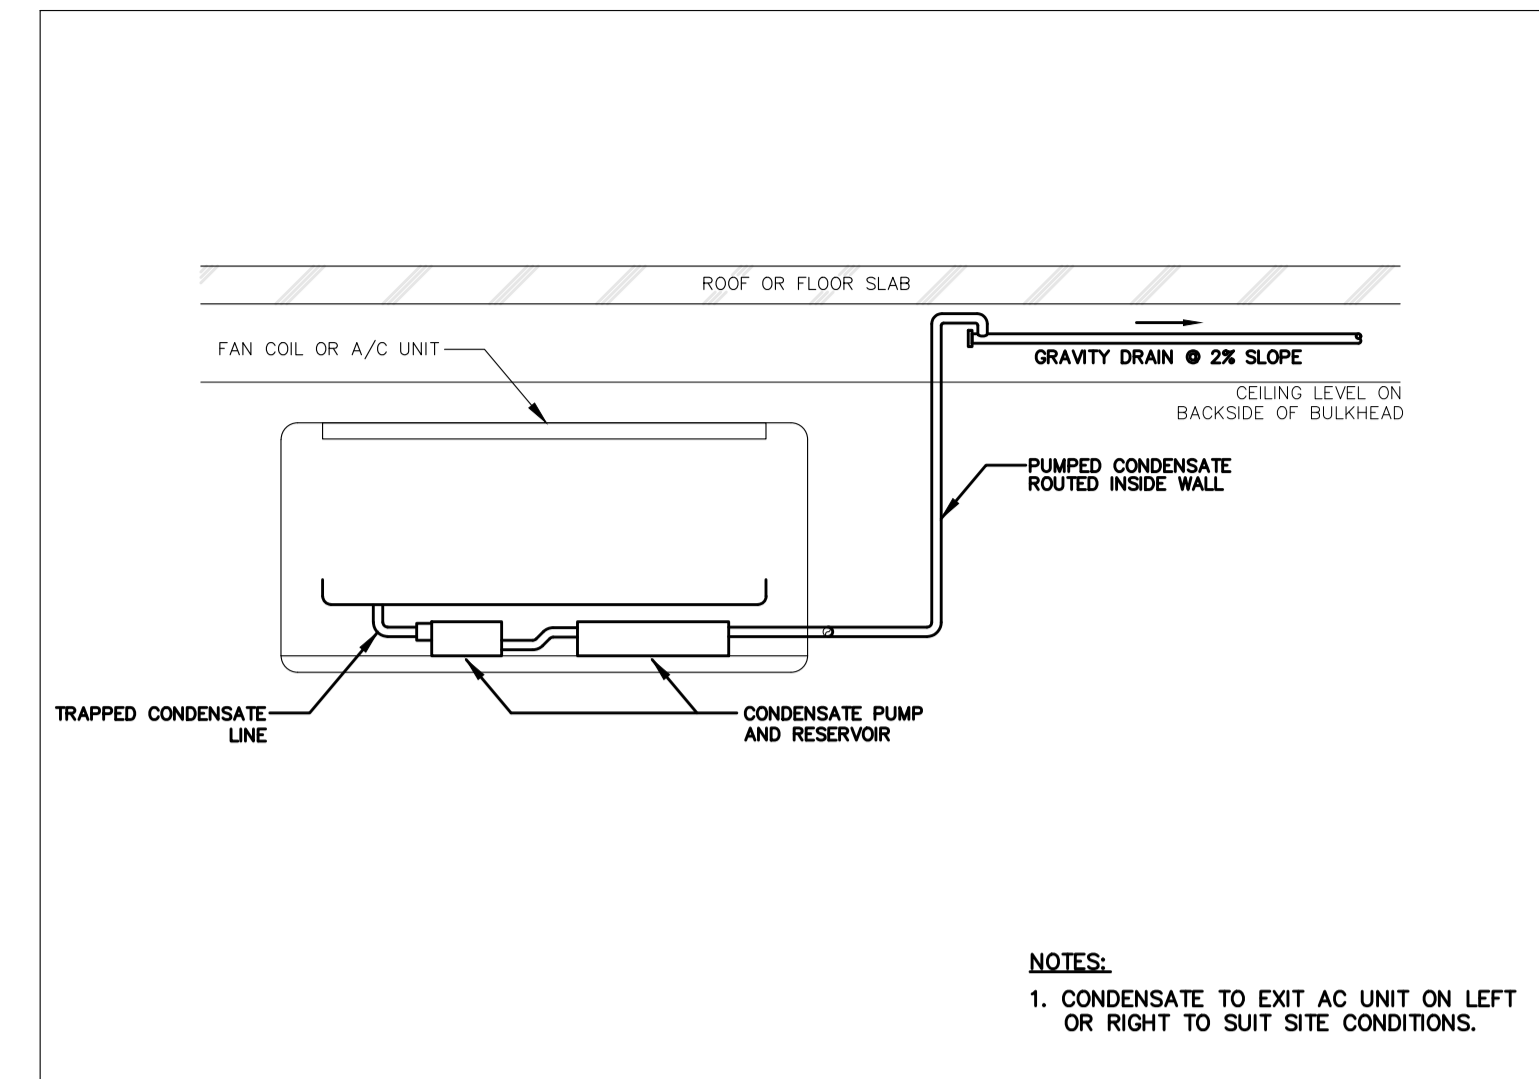 ROOF OR FLOOR SLAB
FAN COIL OR A/C UNIT
GRAVITY DRAIN @ 2% SLOPE
CEILING LEVEL ON
BACKSIDE OF BULKHEAD
PUMPED CONDENSATE
ROUTED INSIDE WALL
TRAPPED CONDENSATE
LINE
CONDENSATE PUMP
AND RESERVOIR
NOTES:
1. CONDENSATE TO EXIT AC UNIT ON LEFT
OR RIGHT TO SUIT SITE CONDITIONS.